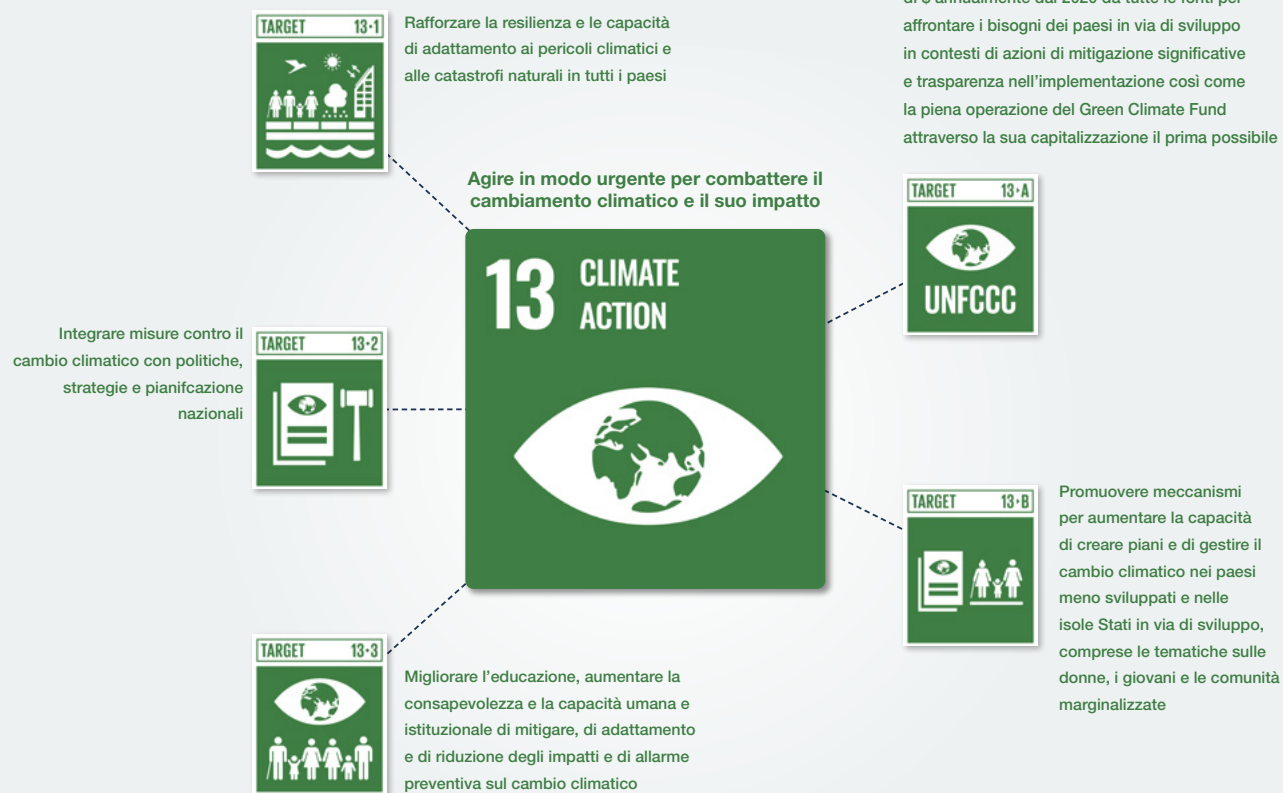 TARGET 13·1
Rafforzare la resilienza e le capacità
di adattamento ai pericoli climatici e
alle catastrofi naturali in tutti i paesi
affrontare i bisogni dei paesi in via di sviluppo
in contesti di azioni di mitigazione significative
e trasparenza nell'implementazione così come
la piena operazione del Green Climate Fund
attraverso la sua capitalizzazione il prima possibile
Agire in modo urgente per combattere il
cambiamento climatico e il suo impatto
13 CLIMATE
ACTION
TARGET 13·A
UNFCCC
Integrare misure contro il
cambio climatico con politiche,
strategie e pianifcazione
nazionali
TARGET 13·2
TARGET 13·B
Promuovere meccanismi
per aumentare la capacità
di creare piani e di gestire il
cambio climatico nei paesi
meno sviluppati e nelle
isole Stati in via di sviluppo,
comprese le tematiche sulle
donne, i giovani e le comunità
marginalizzate
TARGET 13·3
Migliorare l'educazione, aumentare la
consapevolezza e la capacità umana e
istituzionale di mitigare, di adattamento
e di riduzione degli impatti e di allarme
preventiva sul cambio climatico